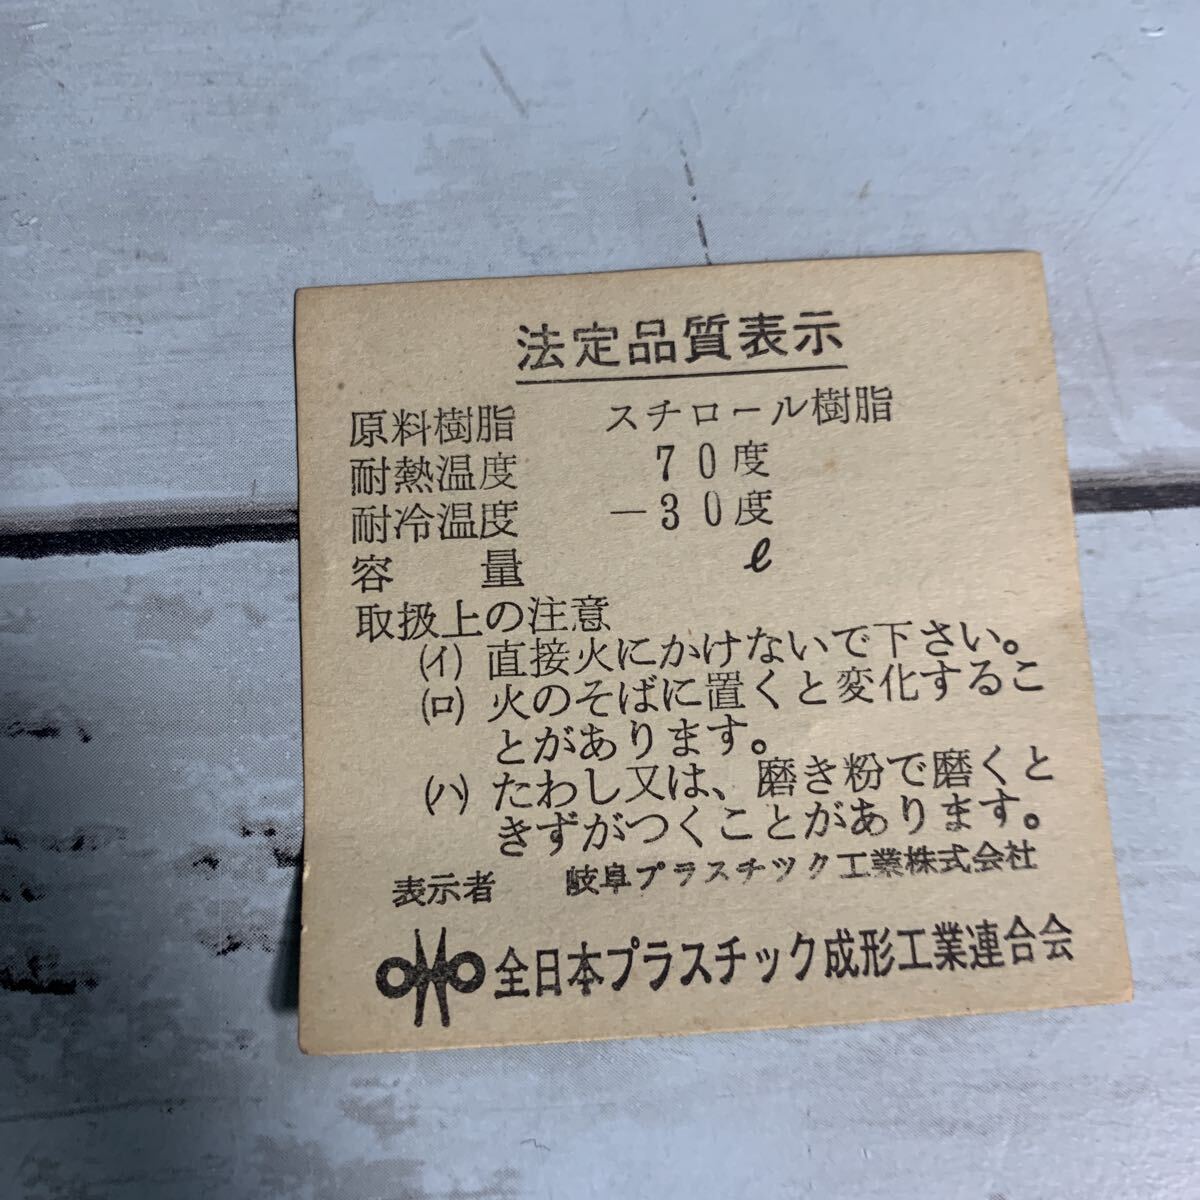 法定品質表示
原料樹脂　スチロール樹脂
耐熱温度　70度
耐冷温度　−30度
容　量　ℓ
取扱上の注意
(イ) 直接火にかけないで下さい。
(ロ) 火のそばに置くと変化するこ
とがあります。
(ハ) たわし又は、磨き粉で磨くと
きずがつくことがあります。
表示者　岐阜プラスチック工業株式会社
全日本プラスチック成形工業連合会